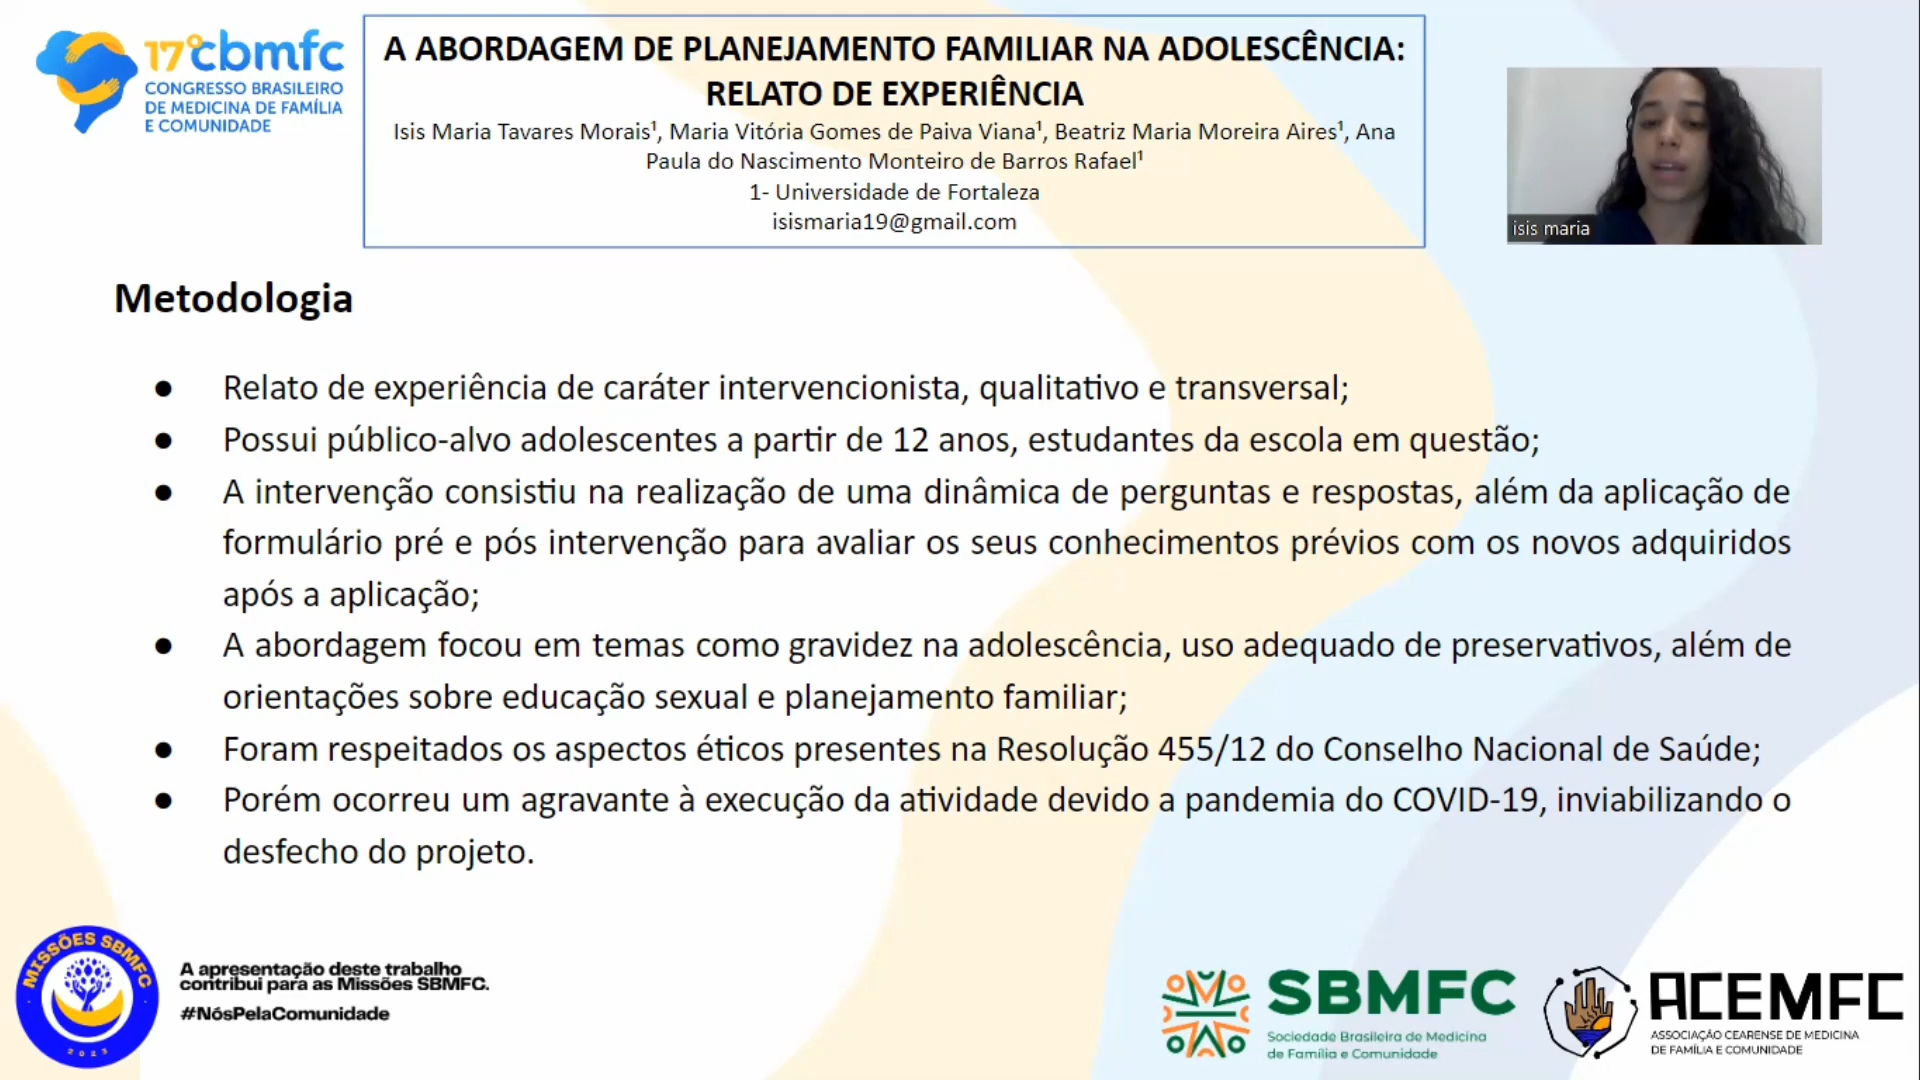 17º cbmfc
CONGRESSO BRASILEIRO
DE MEDICINA DE FAMÍLIA
E COMUNIDADE
A ABORDAGEM DE PLANEJAMENTO FAMILIAR NA ADOLESCÊNCIA:
RELATO DE EXPERIÊNCIA
Isis Maria Tavares Morais¹, Maria Vitória Gomes de Paiva Viana¹, Beatriz Maria Moreira Aires¹, Ana
Paula do Nascimento Monteiro de Barros Rafael¹
1- Universidade de Fortaleza
isismaria19@gmail.com
isis maria
Metodologia
● Relato de experiência de caráter intervencionista, qualitativo e transversal;
● Possui público-alvo adolescentes a partir de 12 anos, estudantes da escola em questão;
● A intervenção consistiu na realização de uma dinâmica de perguntas e respostas, além da aplicação de
formulário pré e pós intervenção para avaliar os seus conhecimentos prévios com os novos adquiridos
após a aplicação;
● A abordagem focou em temas como gravidez na adolescência, uso adequado de preservativos, além de
orientações sobre educação sexual e planejamento familiar;
● Foram respeitados os aspectos éticos presentes na Resolução 455/12 do Conselho Nacional de Saúde;
● Porém ocorreu um agravante à execução da atividade devido a pandemia do COVID-19, inviabilizando o
desfecho do projeto.
MISSÕES SBMFC
2023
A apresentação deste trabalho
contribui para as Missões SBMFC.
#NósPelaComunidade
SBMFC
Sociedade Brasileira de Medicina
de Família e Comunidade
ACEMFC
ASSOCIAÇÃO CEARENSE DE MEDICINA
DE FAMÍLIA E COMUNIDADE